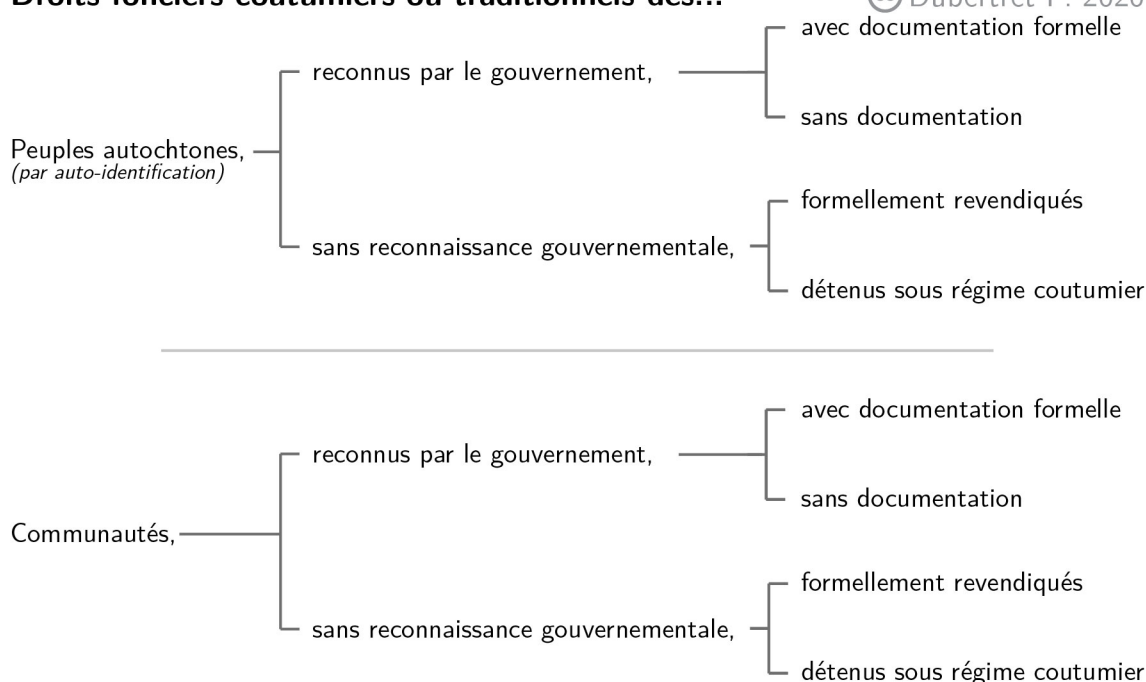 Droits fonciers coutumiers ou traditionnels des...
Dubertret F. 2020
Peuples autochtones,
(par auto-identification)
reconnus par le gouvernement,
avec documentation formelle
sans documentation
sans reconnaissance gouvernementale,
formellement revendiqués
détenus sous régime coutumier
Communautés,
reconnus par le gouvernement,
avec documentation formelle
sans documentation
sans reconnaissance gouvernementale,
formellement revendiqués
détenus sous régime coutumier